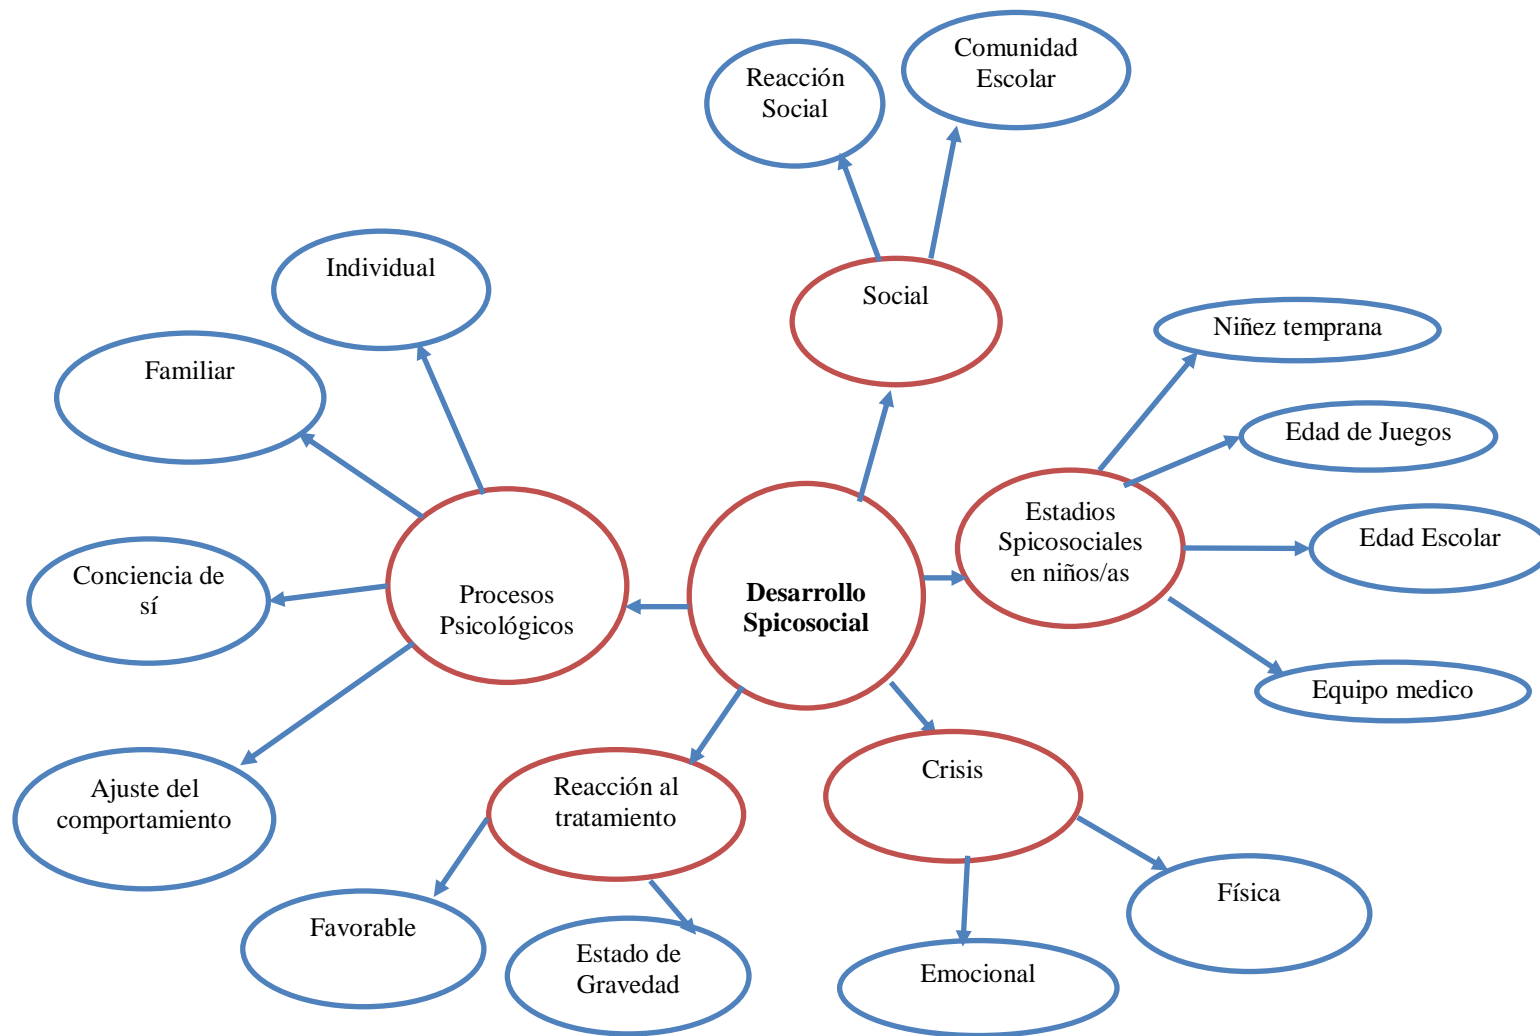 Comunidad
Escolar
Reacción
Social
Individual
Social
Niñez temprana
Familiar
Edad de Juegos
Estadios
Spicosociales
en niños/as
Edad Escolar
Conciencia de
sí
Procesos
Psicológicos
Desarrollo
Spicosocial
Equipo medico
Crisis
Ajuste del
comportamiento
Reacción al
tratamiento
Física
Favorable
Estado de
Gravedad
Emocional